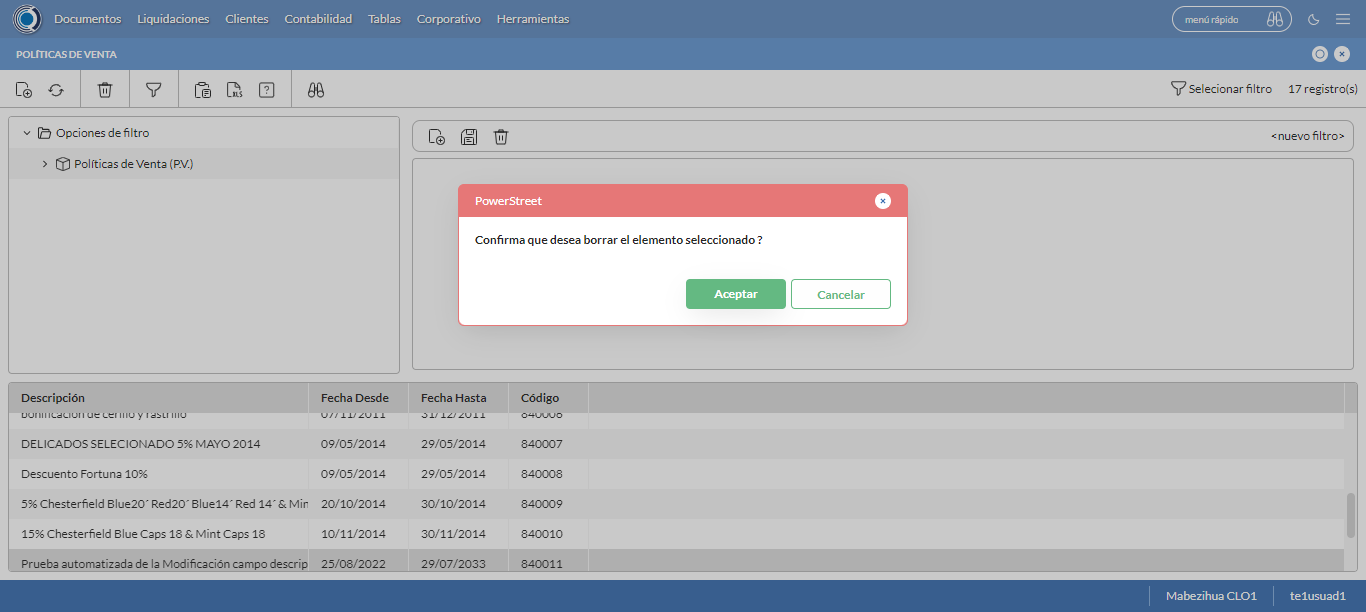 Documentos Liquidaciones Clientes Contabilidad Tablas Corporativo Herramientas menú rápido
POLÍTICAS DE VENTA
XLS ? Selecionar filtro 17 registro(s)
Opciones de filtro
<nuevo filtro>
Políticas de Venta (P.V.)
PowerStreet
Confirma que desea borrar el elemento seleccionado ?
Aceptar Cancelar
Descripción Fecha Desde Fecha Hasta Código
bonificacion de cerillo y rastrillo 07/11/2011 31/12/2011 840006
DELICADOS SELECIONADO 5% MAYO 2014 09/05/2014 29/05/2014 840007
Descuento Fortuna 10% 09/05/2014 29/05/2014 840008
5% Chesterfield Blue20´ Red20´ Blue14´ Red 14´ & Min 20/10/2014 30/10/2014 840009
15% Chesterfield Blue Caps 18 & Mint Caps 18 10/11/2014 30/11/2014 840010
Prueba automatizada de la Modificación campo descrip 25/08/2022 29/07/2033 840011
Mabezihua CLO1 te1usuad1